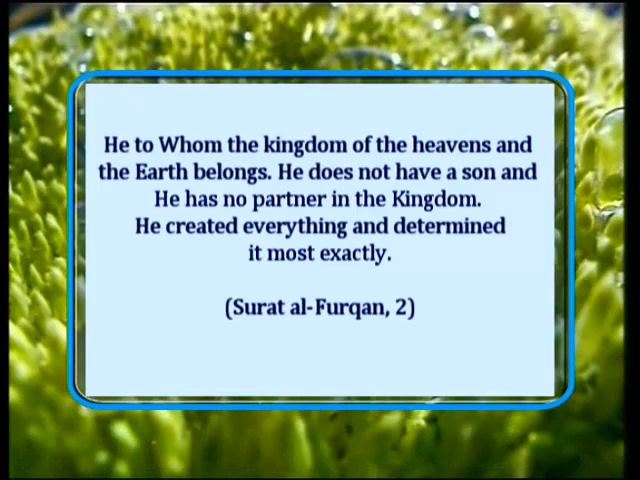 He to Whom the kingdom of the heavens and
the Earth belongs. He does not have a son and
He has no partner in the Kingdom.
He created everything and determined
it most exactly.
(Surat al-Furqan, 2)